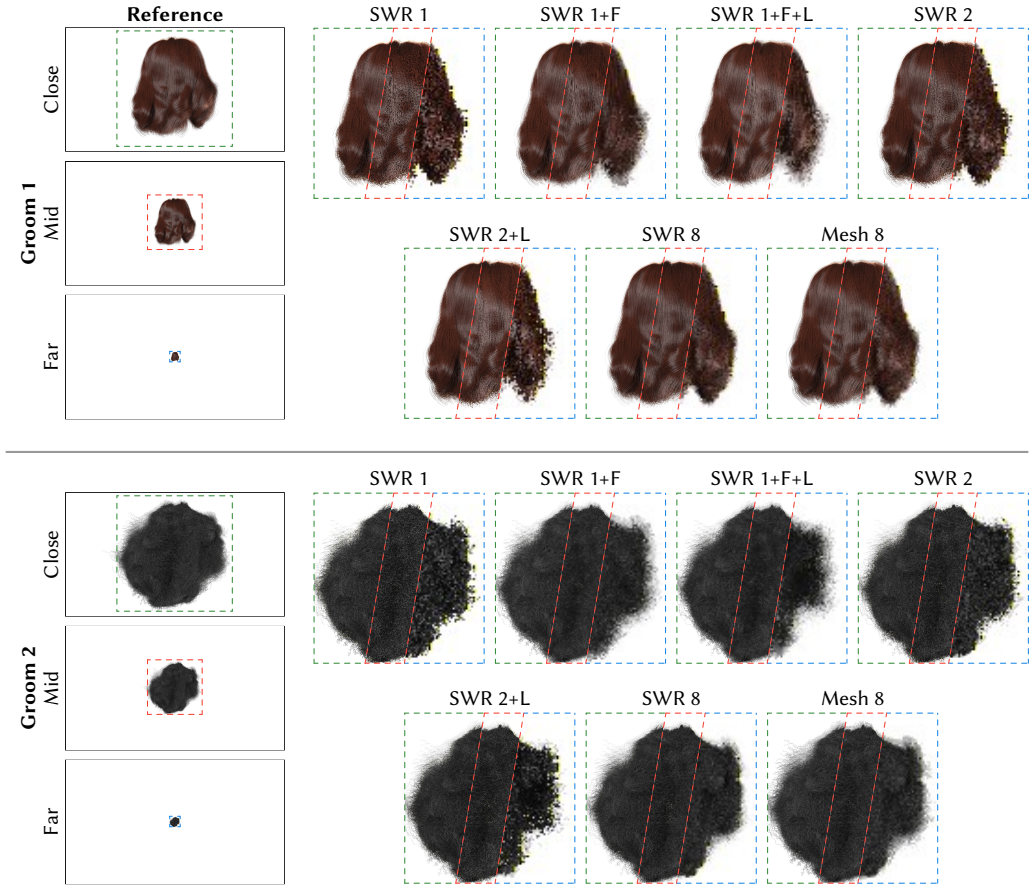 Reference
SWR 1
SWR 1+F
SWR 1+F+L
SWR 2
Close
Groom 1
Mid
SWR 2+L
SWR 8
Mesh 8
Far
SWR 1
SWR 1+F
SWR 1+F+L
SWR 2
Close
Groom 2
Mid
SWR 2+L
SWR 8
Mesh 8
Far